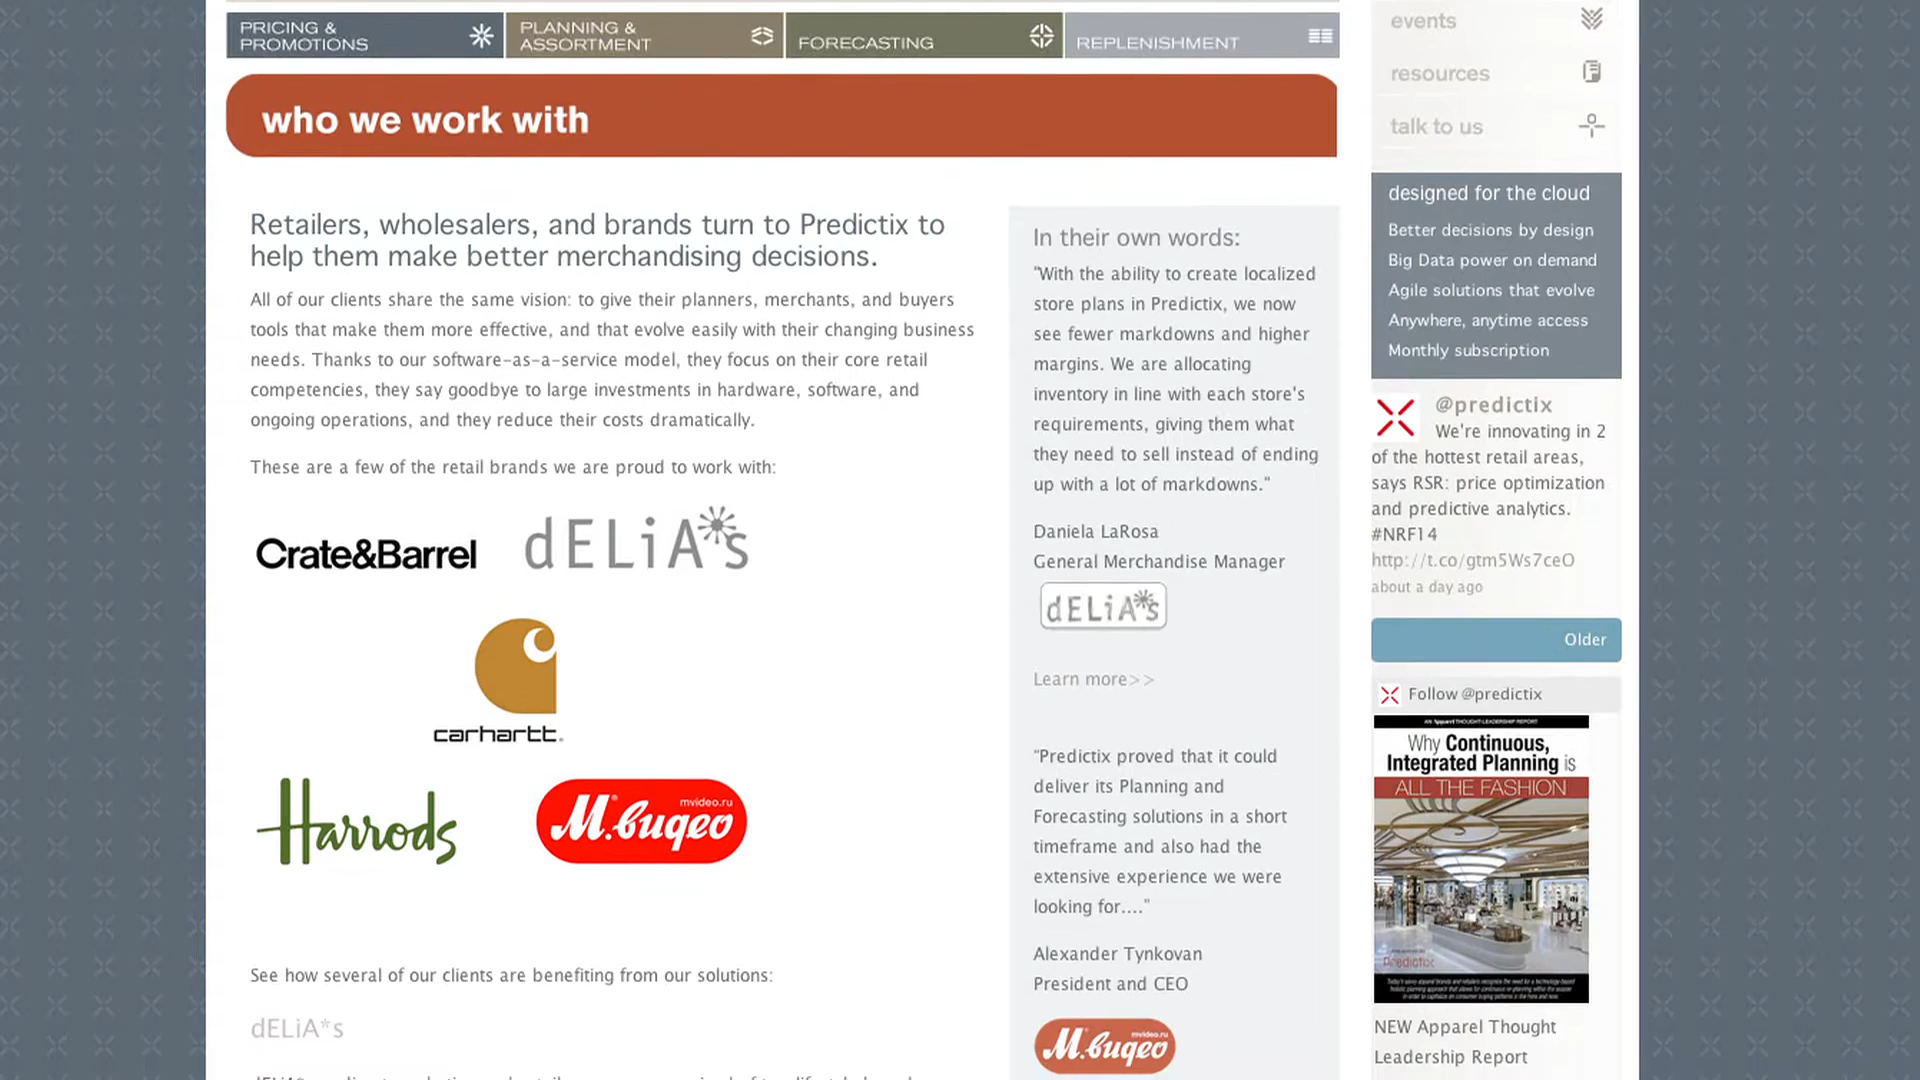 PRICING &
PROMOTIONS
PLANNING &
ASSORTMENT
FORECASTING
REPLENISHMENT
who we work with
Retailers, wholesalers, and brands turn to Predictix to
help them make better merchandising decisions.
All of our clients share the same vision: to give their planners, merchants, and buyers
tools that make them more effective, and that evolve easily with their changing business
needs. Thanks to our software-as-a-service model, they focus on their core retail
competencies, they say goodbye to large investments in hardware, software, and
ongoing operations, and they reduce their costs dramatically.
These are a few of the retail brands we are proud to work with:
Crate&Barrel
dELiA*s
carhartt.
Harrods
mvideo.ru
М.видео
See how several of our clients are benefiting from our solutions:
dELiA*s
In their own words:
"With the ability to create localized
store plans in Predictix, we now
see fewer markdowns and higher
margins. We are allocating
inventory in line with each store's
requirements, giving them what
they need to sell instead of ending
up with a lot of markdowns."
Daniela LaRosa
General Merchandise Manager
dELiA*s
Learn more>>
"Predictix proved that it could
deliver its Planning and
Forecasting solutions in a short
timeframe and also had the
extensive experience we were
looking for...."
Alexander Tynkovan
President and CEO
mvideo.ru
М.видео
events
resources
talk to us
designed for the cloud
Better decisions by design
Big Data power on demand
Agile solutions that evolve
Anywhere, anytime access
Monthly subscription
@predictix
We're innovating in 2
of the hottest retail areas,
says RSR: price optimization
and predictive analytics.
#NRF14
http://t.co/gtm5Ws7ceO
about a day ago
Older
Follow @predictix
AN Apparel THOUGHT-LEADERSHIP REPORT
Why Continuous,
Integrated Planning is
ALL THE FASHION
Predictix
NEW Apparel Thought
Leadership Report